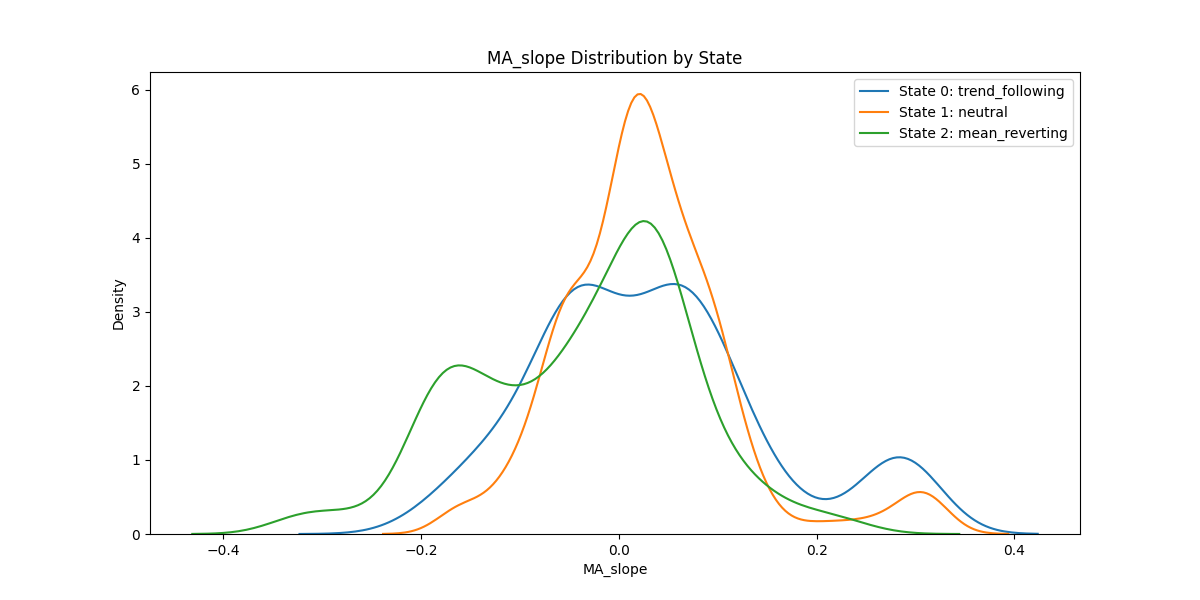 MA_slope Distribution by State
State 0: trend_following
State 1: neutral
State 2: mean_reverting
Density
6
5
4
3
2
1
0
−0.4
−0.2
0.0
0.2
0.4
MA_slope